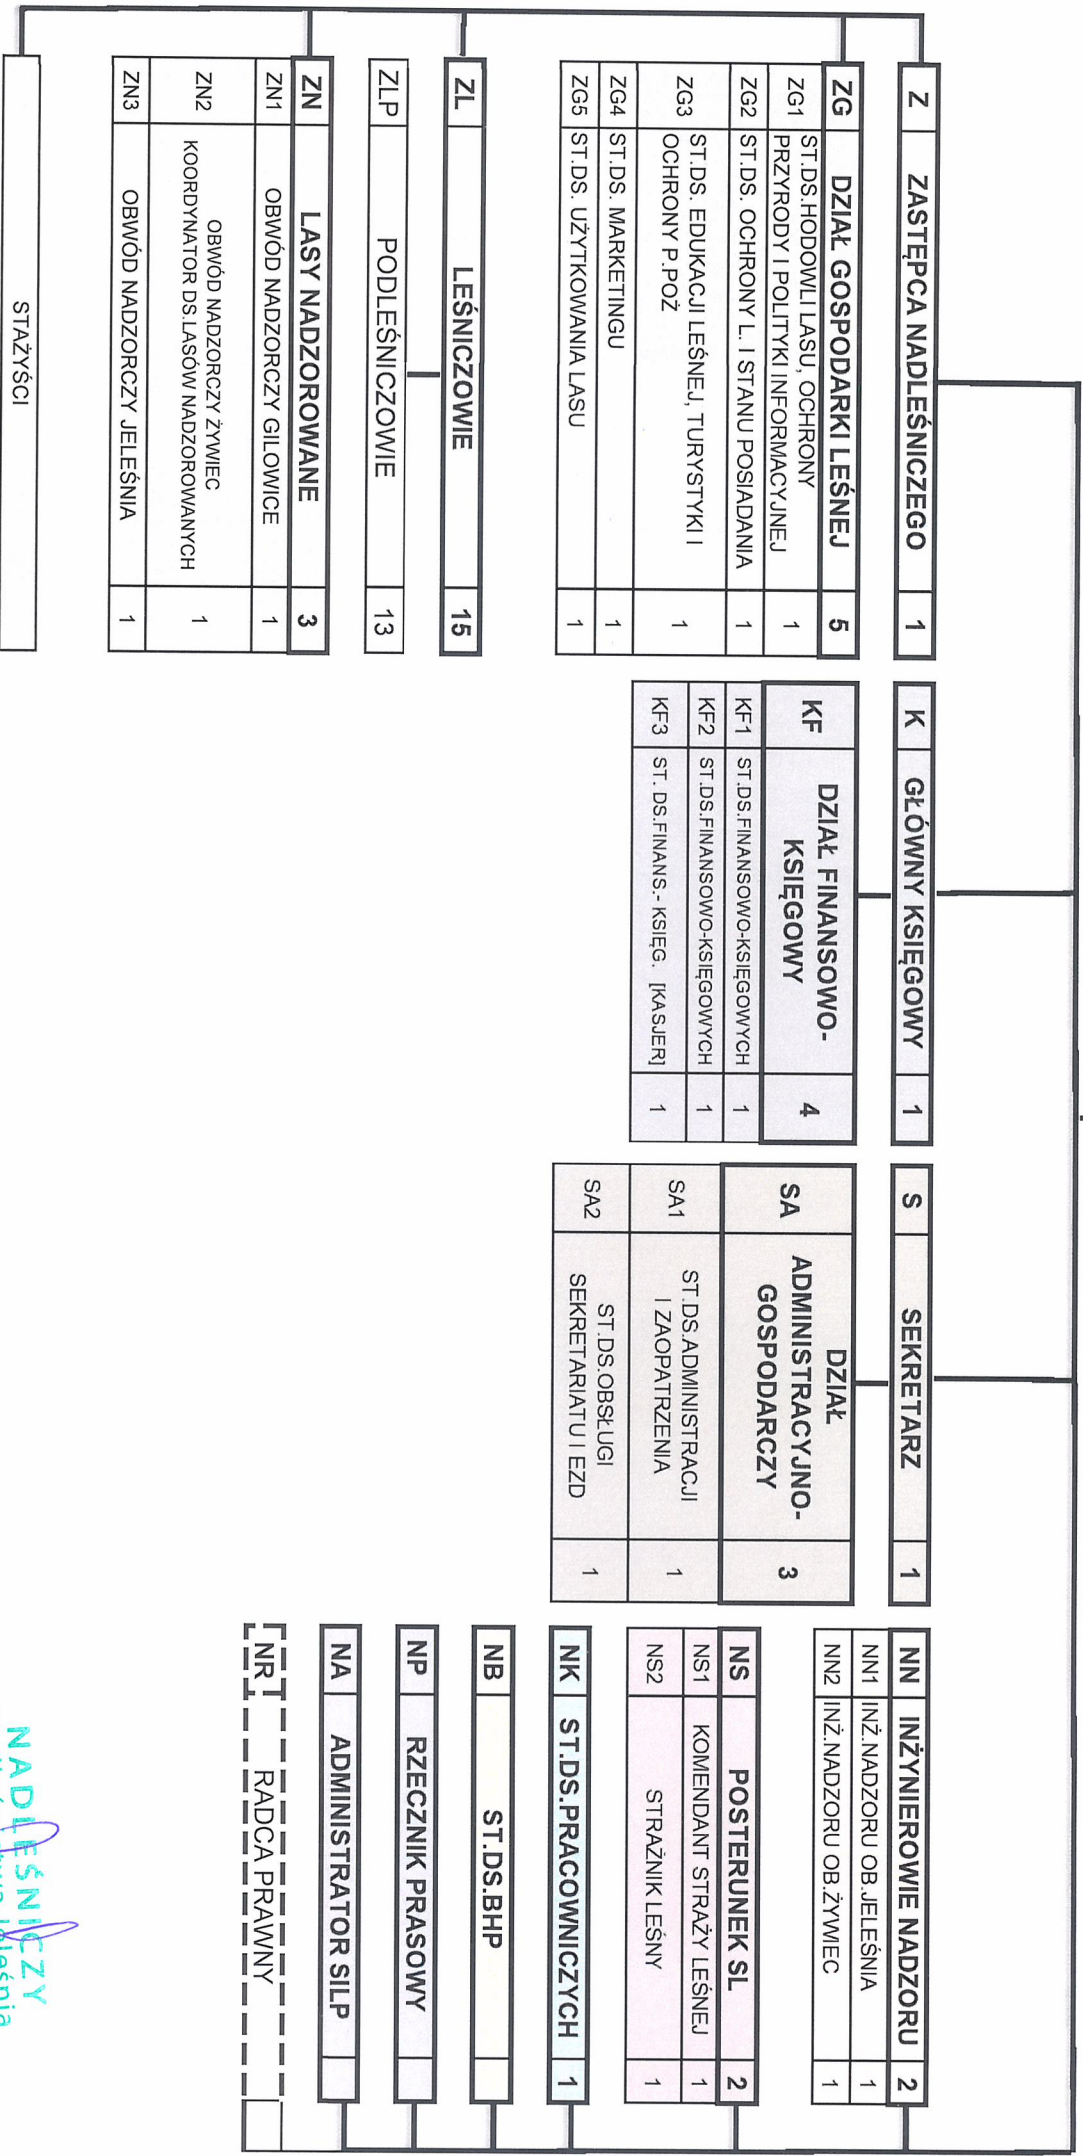 Z ZASTĘPCA NADLEŚNICZEGO 1
ZG DZIAŁ GOSPODARKI LEŚNEJ 5
ZG1 ST.DS.HODOWLI LASU, OCHRONY
PRZYRODY I POLITYKI INFORMACYJNEJ 1
ZG2 ST.DS. OCHRONY L. I STANU POSIADANIA 1
ZG3 ST.DS. EDUKACJI LEŚNEJ, TURYSTYKI I
OCHRONY P.POŻ 1
ZG4 ST.DS. MARKETINGU 1
ZG5 ST.DS. UŻYTKOWANIA LASU 1
ZL LEŚNICZOWIE 15
ZLP PODLEŚNICZOWIE 13
ZN LASY NADZOROWANE 3
ZN1 OBWÓD NADZORCZY GILOWICE 1
ZN2 OBWÓD NADZORCZY ŻYWIEC
KOORDYNATOR DS.LASÓW NADZOROWANYCH 1
ZN3 OBWÓD NADZORCZY JELEŚNIA 1
STAŻYŚCI
K GŁÓWNY KSIĘGOWY 1
KF DZIAŁ FINANSOWO-
KSIĘGOWY 4
KF1 ST.DS.FINANSOWO-KSIĘGOWYCH 1
KF2 ST.DS.FINANSOWO-KSIĘGOWYCH 1
KF3 ST. DS.FINANS.- KSIĘG. [KASJER] 1
S SEKRETARZ 1
SA DZIAŁ
ADMINISTRACYJNO-
GOSPODARCZY 3
SA1 ST.DS.ADMINISTRACJI
I ZAOPATRZENIA 1
SA2 ST.DS.OBSŁUGI
SEKRETARIATU I EZD 1
NN INŻYNIEROWIE NADZORU 2
NN1 INŻ.NADZORU OB.JELEŚNIA 1
NN2 INŻ.NADZORU OB.ŻYWIEC 1
NS POSTERUNEK SL 2
NS1 KOMENDANT STRAŻY LEŚNEJ 1
NS2 STRAŻNIK LEŚNY 1
NK ST.DS.PRACOWNICZYCH 1
NB ST.DS.BHP
NP RZECZNIK PRASOWY
NA ADMINISTRATOR SILP
NR RADCA PRAWNY
NADLEŚNICZY